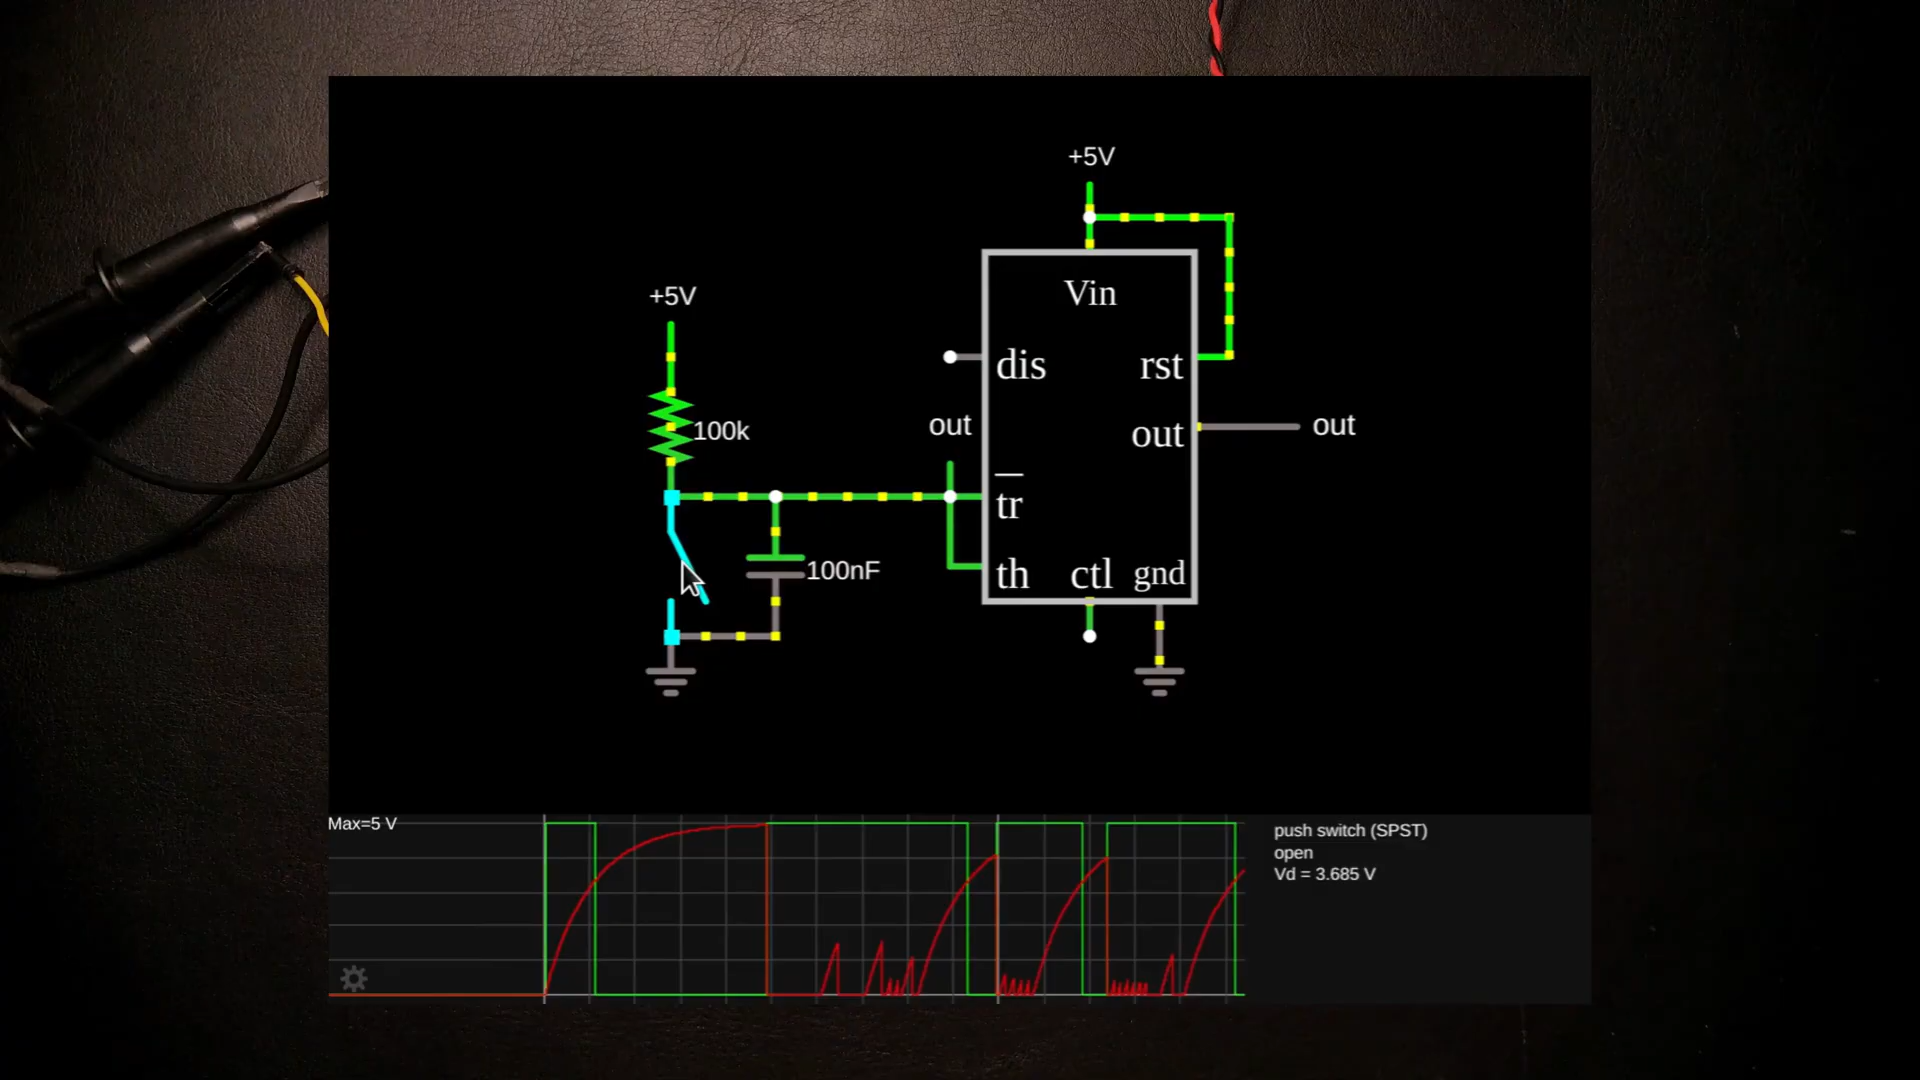 +5V
Vin
+5V
dis
rst
100k
out
out
out
tr
th
ctl
gnd
100nF
Max=5 V
push switch (SPST)
open
Vd = 3.685 V